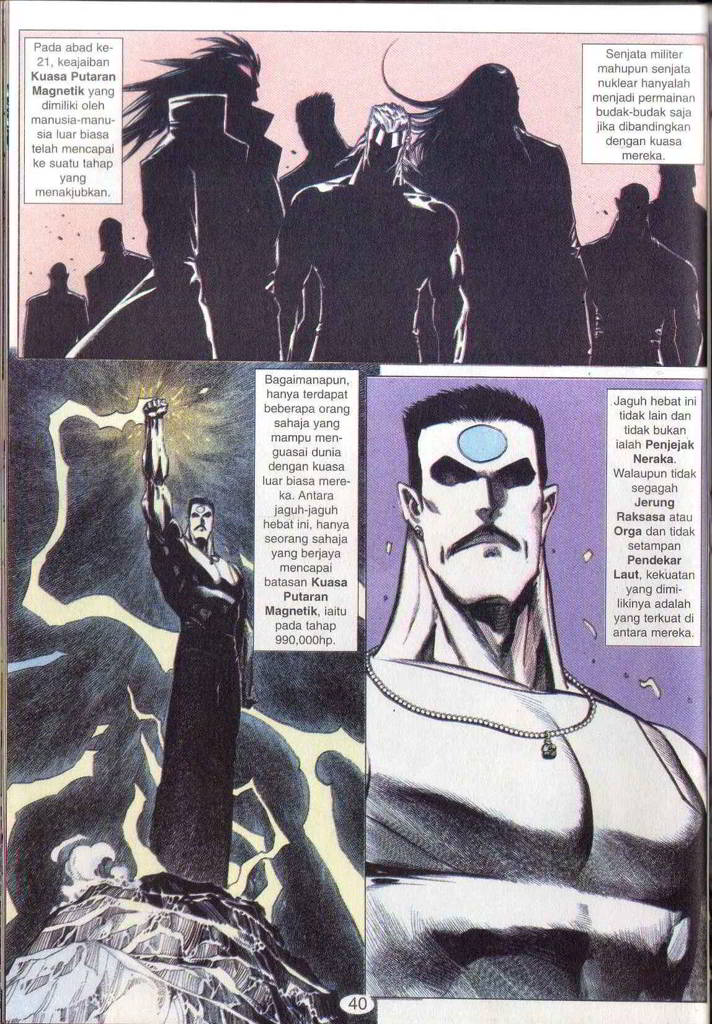 Pada abad ke-
21, keajaiban
Kuasa Putaran
Magnetik yang
dimiliki oleh
manusia-manu-
sia luar biasa
telah mencapai
ke suatu tahap
yang
menakjubkan.
Senjata militer
mahupun senjata
nuklear hanyalah
menjadi permainan
budak-budak saja
jika dibandingkan
dengan kuasa
mereka.
Bagaimanapun,
hanya terdapat
beberapa orang
sahaja yang
mampu men-
guasai dunia
dengan kuasa
luar biasa mere-
ka. Antara
jaguh-jaguh
hebat ini, hanya
seorang sahaja
yang berjaya
mencapai
batasan Kuasa
Putaran
Magnetik, iaitu
pada tahap
990,000hp.
Jaguh hebat ini
tidak lain dan
tidak bukan
ialah Penjejak
Neraka.
Walaupun tidak
segagah
Jerung
Raksasa atau
Orga dan tidak
setampan
Pendekar
Laut, kekuatan
yang dimi-
likinya adalah
yang terkuat di
antara mereka.
40